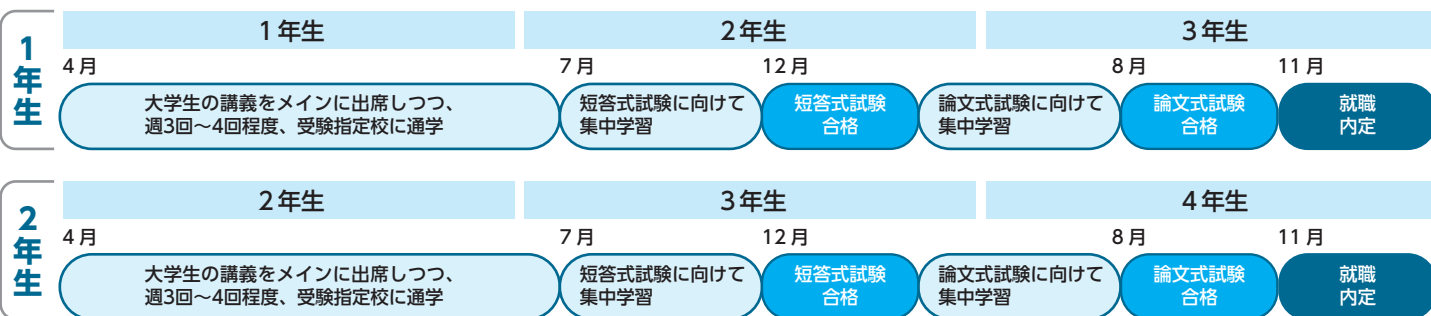 1年生
1年生 2年生 3年生
4月 7月 12月 8月 11月
大学生の講義をメインに出席しつつ、 短答式試験に向けて 短答式試験 論文式試験に向けて 論文式試験 就職
週3回～4回程度、受験指定校に通学 集中学習 合格 集中学習 合格 内定
2年生
2年生 3年生 4年生
4月 7月 12月 8月 11月
大学生の講義をメインに出席しつつ、 短答式試験に向けて 短答式試験 論文式試験に向けて 論文式試験 就職
週3回～4回程度、受験指定校に通学 集中学習 合格 集中学習 合格 内定